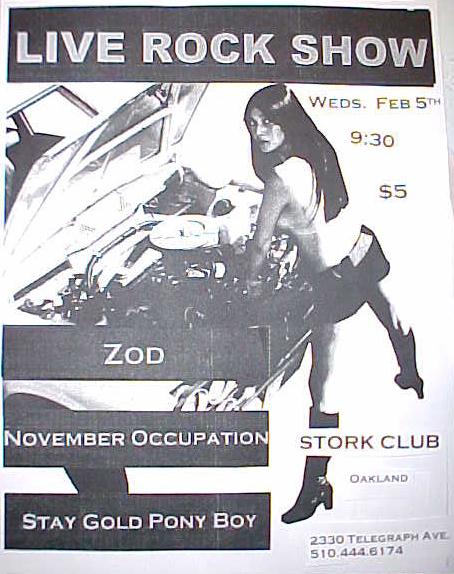 LIVE ROCK SHOW
WEDS. FEB 5TH
9:30
$5
ZOD
NOVEMBER OCCUPATION
STAY GOLD PONY BOY
STORK CLUB
OAKLAND
2330 TELEGRAPH AVE.
510.444.6174